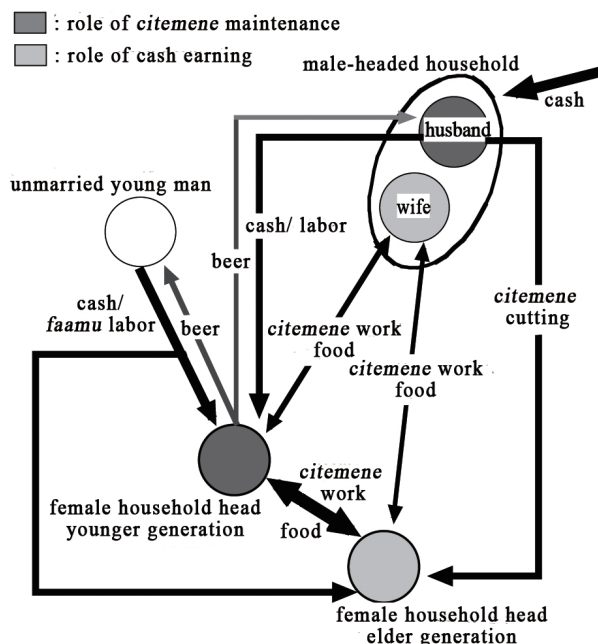 : role of citemene maintenance
: role of cash earning
male-headed household
cash
husband
unmarried young man
wife
cash/ labor
beer
citemene
cutting
cash/
faamu labor
beer
citemene work
food
citemene work
food
citemene
work
food
female household head
younger generation
female household head
elder generation